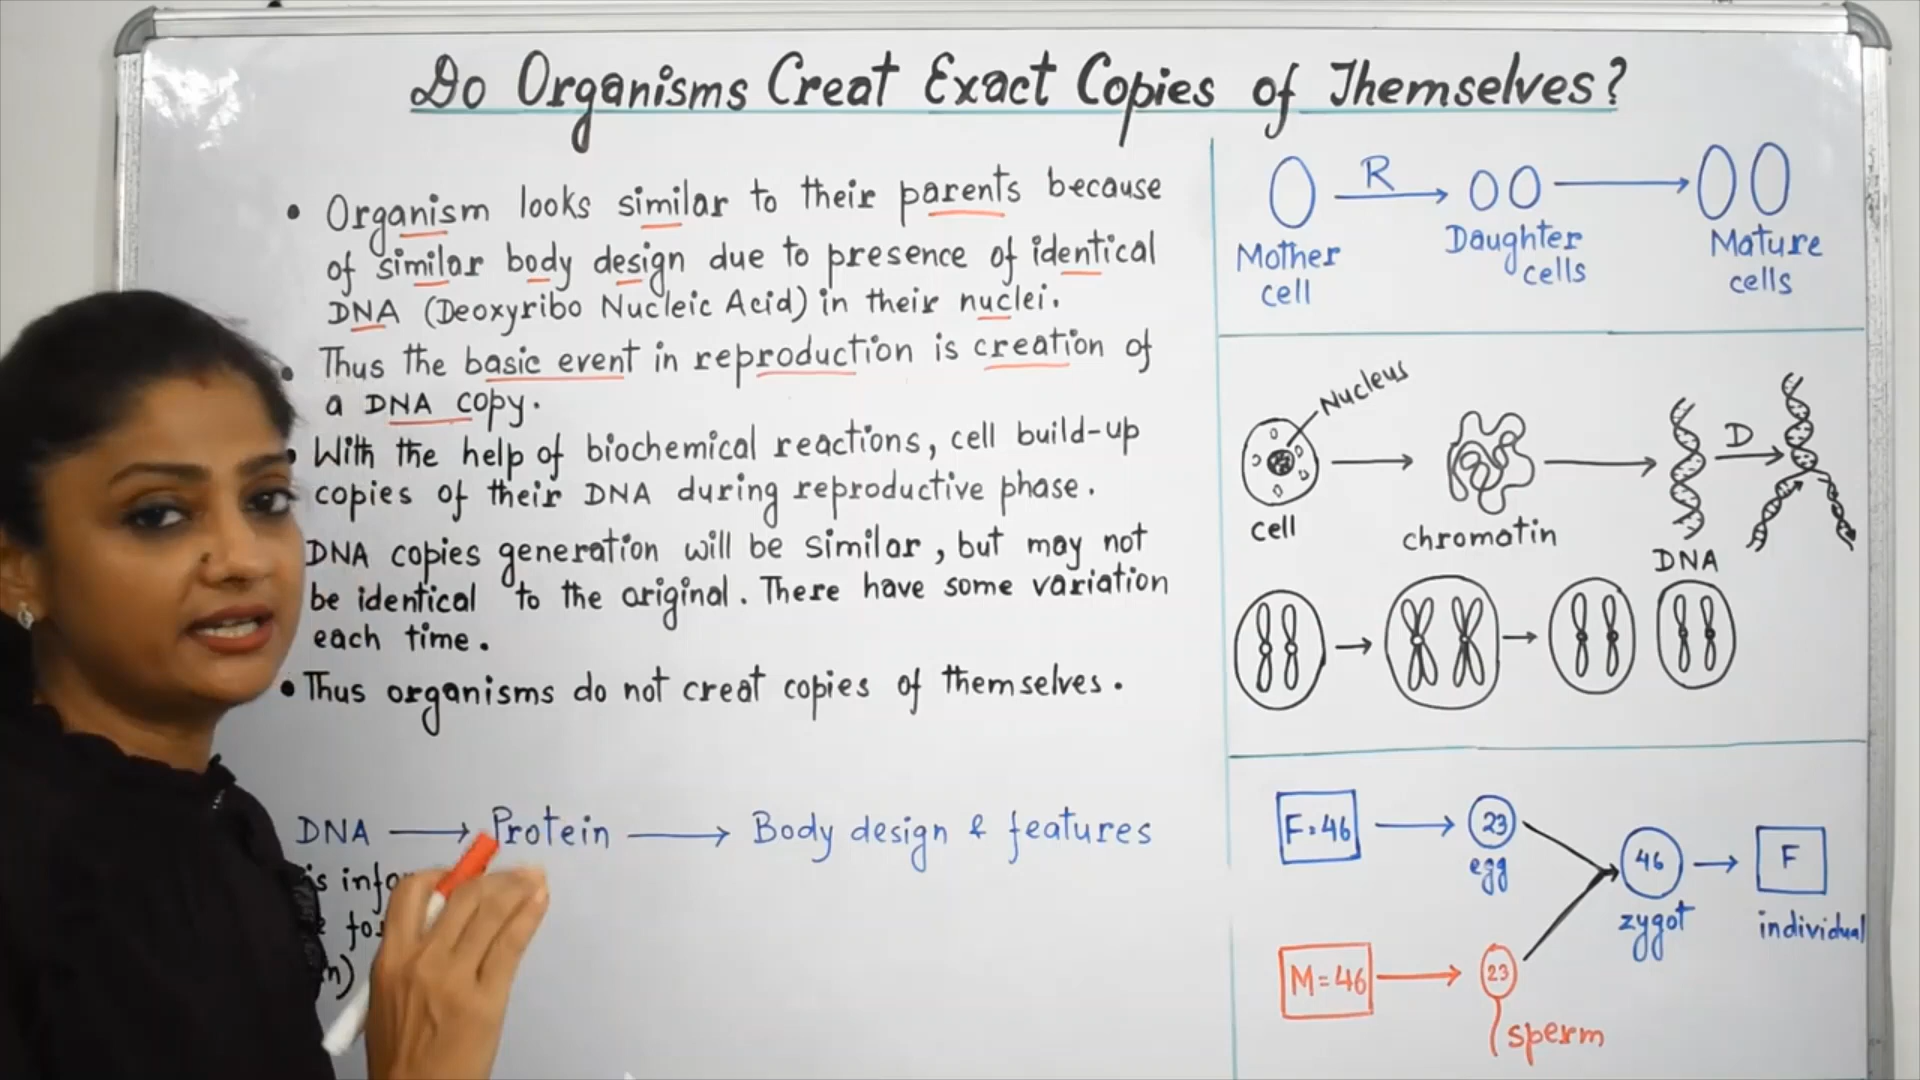 Do Organisms Creat Exact Copies of Themselves?
• Organism looks similar to their parents because
of similar body design due to presence of identical
DNA (Deoxyribo Nucleic Acid) in their nuclei.
• Thus the basic event in reproduction is creation of
a DNA copy.
• With the help of biochemical reactions, cell build-up
copies of their DNA during reproductive phase.
DNA copies generation will be similar, but may not
be identical to the original. There have some variation
each time.
• Thus organisms do not creat copies of themselves.
DNA → Protein → Body design & features
is
R
Mother
cell
Daughter
cells
Mature
cells
Nucleus
cell
chromatin
DNA
D
F=46
23
egg
46
zygot
F
individual
M=46
23
sperm